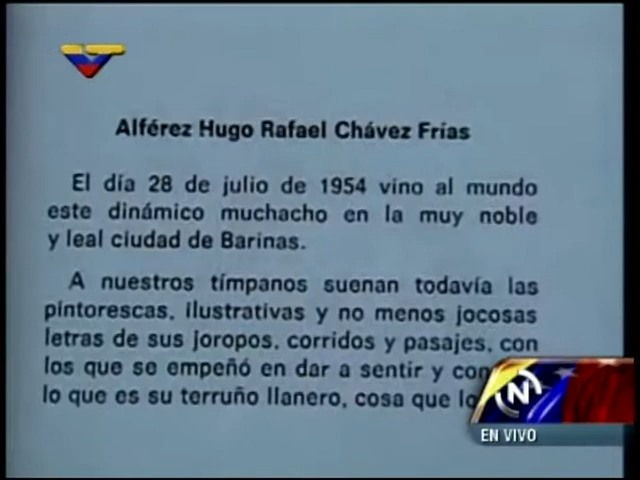 Alférez Hugo Rafael Chávez Frías
El día 28 de julio de 1954 vino al mundo
este dinámico muchacho en la muy noble
y leal ciudad de Barinas.
A nuestros tímpanos suenan todavía las
pintorescas, ilustrativas y no menos jocosas
letras de sus joropos, corridos y pasajes, con
los que se empeñó en dar a sentir y
lo que es su terruño llanero, cosa que
N
EN VIVO